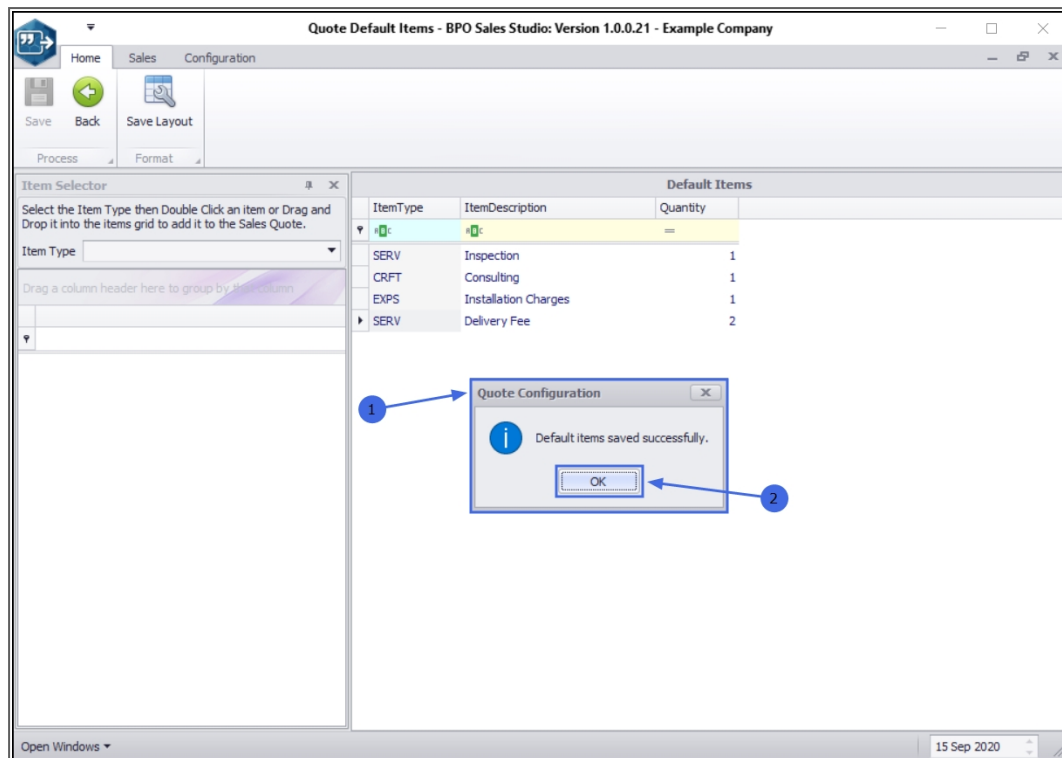 Quote Default Items - BPO Sales Studio: Version 1.0.0.21 - Example Company
Home Sales Configuration
Save Back Save Layout
Process Format
Item Selector
Select the Item Type then Double Click an item or Drag and
Drop it into the items grid to add it to the Sales Quote.
Item Type
Drag a column header here to group by that column
Default Items
ItemType ItemDescription Quantity
=
SERV Inspection 1
CRFT Consulting 1
EXPS Installation Charges 1
SERV Delivery Fee 2
1
Quote Configuration
Default items saved successfully.
OK
2
Open Windows
15 Sep 2020